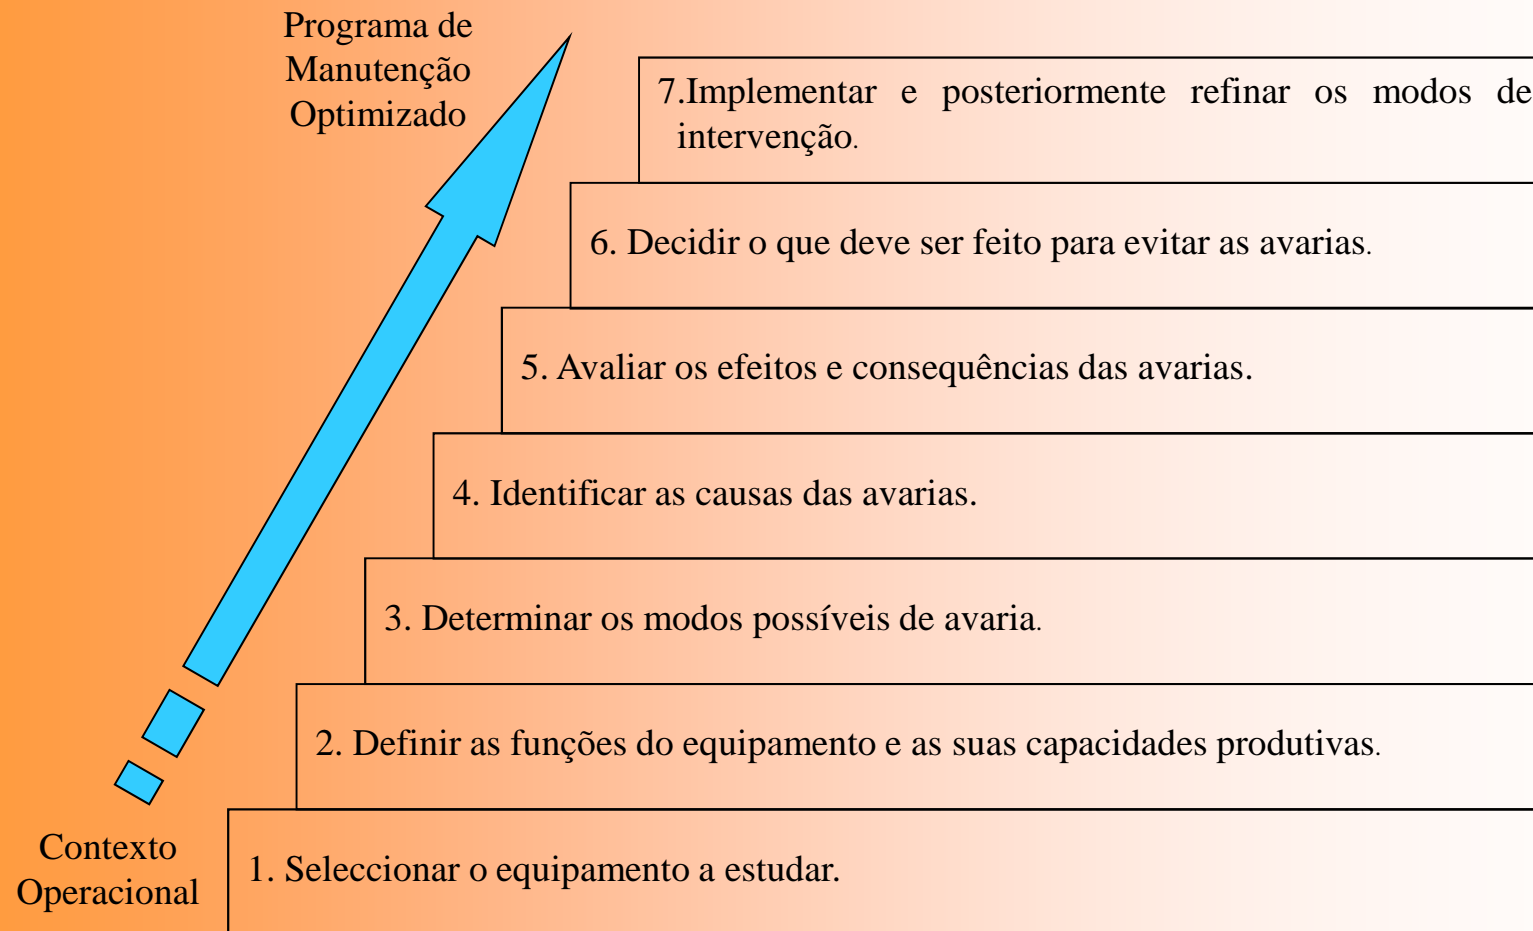 Programa de
Manutenção
Optimizado
7.Implementar e posteriormente refinar os modos de
intervenção.
6. Decidir o que deve ser feito para evitar as avarias.
5. Avaliar os efeitos e consequências das avarias.
4. Identificar as causas das avarias.
3. Determinar os modos possíveis de avaria.
2. Definir as funções do equipamento e as suas capacidades produtivas.
1. Seleccionar o equipamento a estudar.
Contexto
Operacional